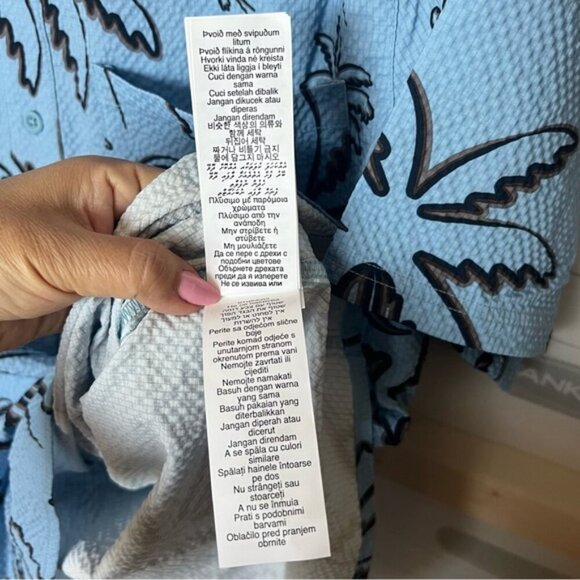 Þvoið með svipuðum
litum
Þvoið flíkina á röngunni
Hvorki vinda né kreista
Ekki láta liggja í bleyti
Cuci dengan warna
sama
Cuci setelah dibalik
Jangan dikucek atau
diperas
Jangan direndam
비슷한 색상의 의류와
함께 세탁
뒤집어 세탁
짜거나 비틀기 금지
물에 담그지 마시오
Πλύσιμο με παρόμοια
χρώματα
Πλύσιμο από την
ανάποδη
Μην στρίβετε ή
στύβετε
Μη μουλιάζετε
Да се пере с дрехи с
подобни цветове
Обърнете дрехата
преди да я изперете
Не се извива или
אין להשרות
Perite sa odjećom slične
boje
Perite komad odjeće s
unutarnjom stranom
okrenutom prema vani
Nemojte zavrtati ili
cijediti
Nemojte namakati
Basuh dengan warna
yang sama
Basuh pakaian yang
diterbalikkan
Jangan diperah atau
dicerut
Jangan direndam
A se spăla cu culori
similare
Spălați hainele întoarse
pe dos
Nu strângeți sau
stoarceți
A nu se înmuia
Prati s podobnimi
barvami
Oblačilo pred pranjem
obrnite